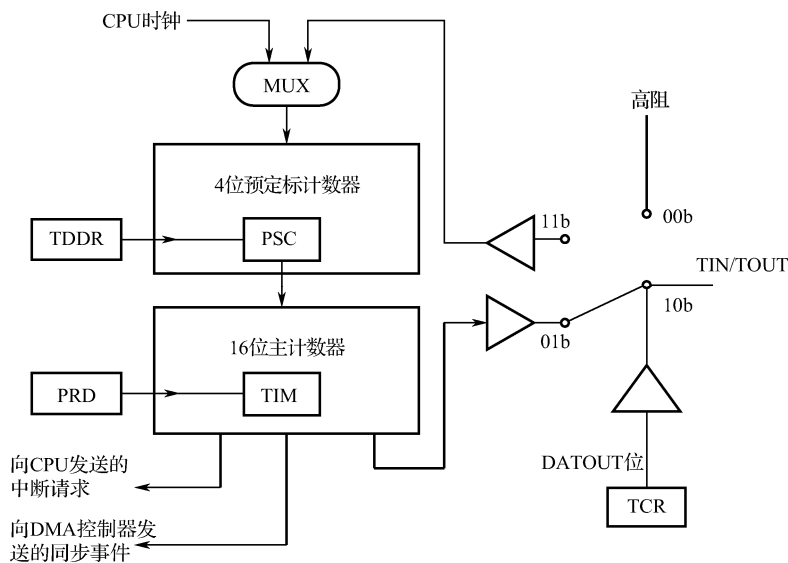 CPU时钟
MUX
高阻
4位预定标计数器
11b
00b
TDDR
PSC
TIN/TOUT
10b
16位主计数器
01b
PRD
TIM
向CPU发送的
中断请求
DATOUT位
TCR
向DMA控制器发
送的同步事件